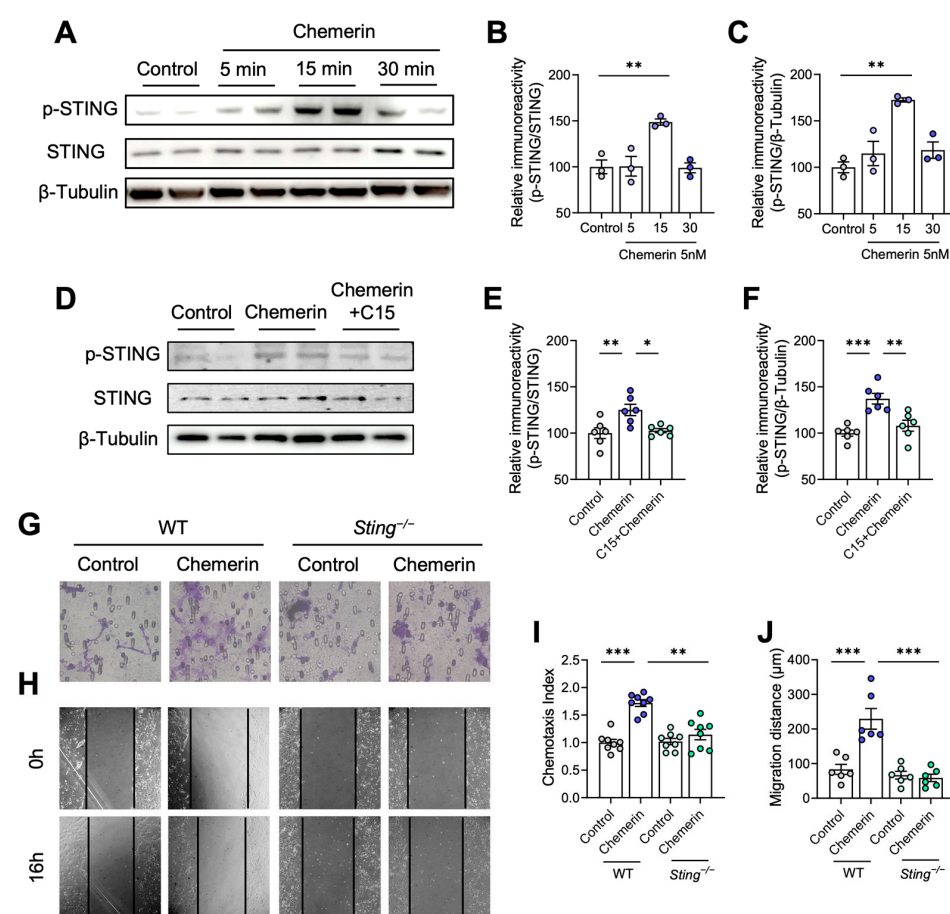 A
Chemerin
Control 5 min 15 min 30 min
p-STING
STING
β-Tubulin
B
Relative immunoreactivity
(p-STING/STING)
200
150
100
50
**
Control 5 15 30
Chemerin 5nM
C
Relative immunoreactivity
(p-STING/β-Tubulin)
200
150
100
50
**
Control 5 15 30
Chemerin 5nM
D
Control Chemerin Chemerin
+C15
p-STING
STING
β-Tubulin
E
Relative immunoreactivity
(p-STING/STING)
200
150
100
50
** *
Control
Chemerin
C15+Chemerin
F
Relative immunoreactivity
(p-STING/β-Tubulin)
200
150
100
50
*** **
Control
Chemerin
C15+Chemerin
G
WT Sting−/−
Control Chemerin Control Chemerin
H
0h
16h
I
Chemotaxis Index
2.5
2.0
1.5
1.0
0.5
0.0
*** **
Control
Chemerin
Control
Chemerin
WT Sting−/−
J
Migration distance (μm)
400
300
200
100
0
*** ***
Control
Chemerin
Control
Chemerin
WT Sting−/−